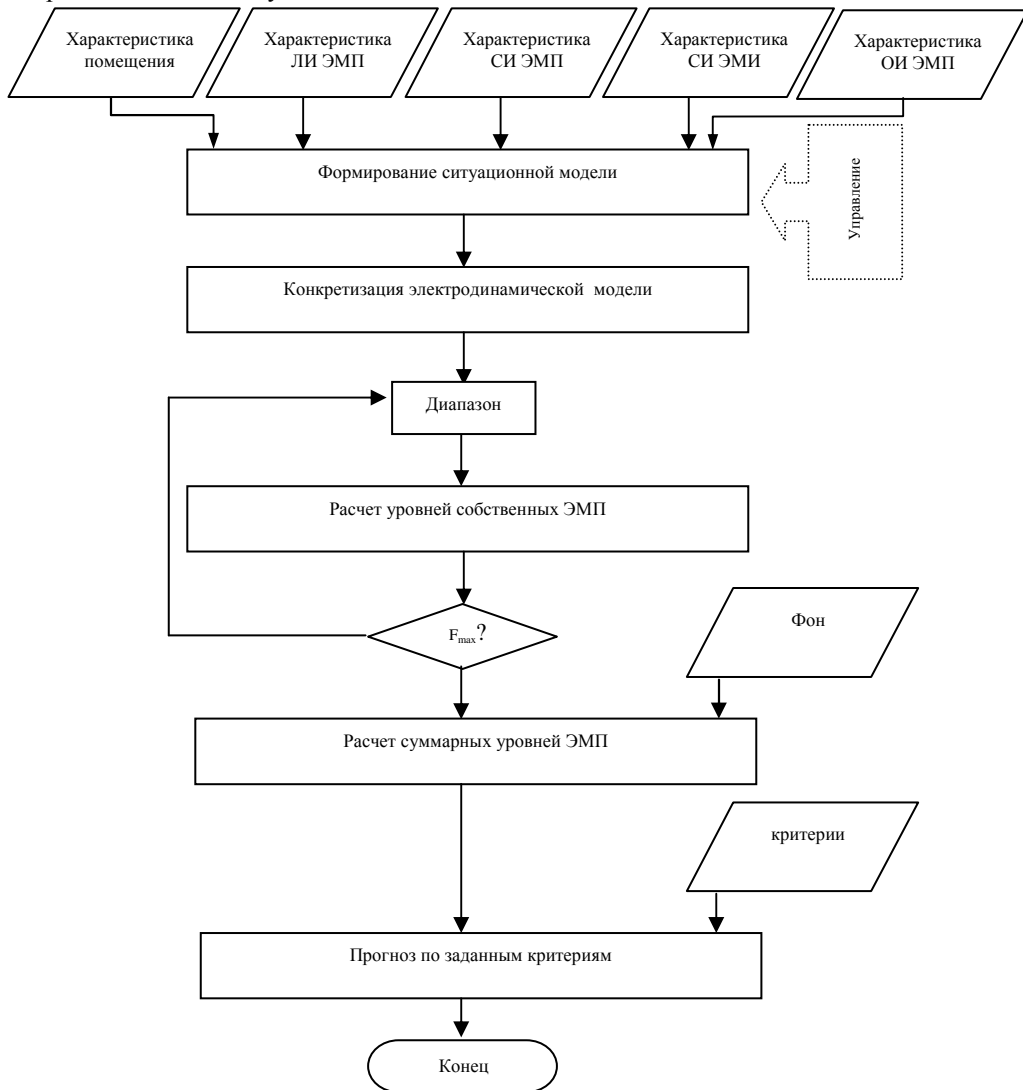 Характеристика
помещения
Характеристика
ЛИ ЭМП
Характеристика
СИ ЭМП
Характеристика
СИ ЭМИ
Характеристика
ОИ ЭМП
Формирование ситуационной модели
Управление
Конкретизация электродинамической модели
Диапазон
Расчет уровней собственных ЭМП
Fmax?
Фон
Расчет суммарных уровней ЭМП
критерии
Прогноз по заданным критериям
Конец